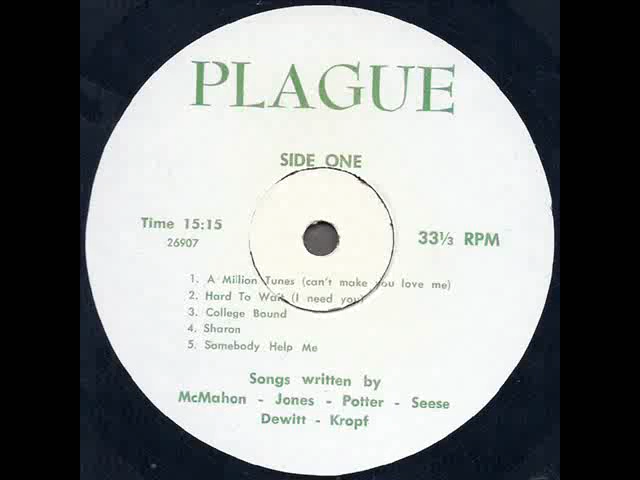 PLAGUE
SIDE ONE
Time 15:15
26907
33⅓ RPM
1. A Million Tunes (can't make you love me)
2. Hard To Wait (I need you)
3. College Bound
4. Sharon
5. Somebody Help Me
Songs written by
McMahon - Jones - Potter - Seese
Dewitt - Kropf